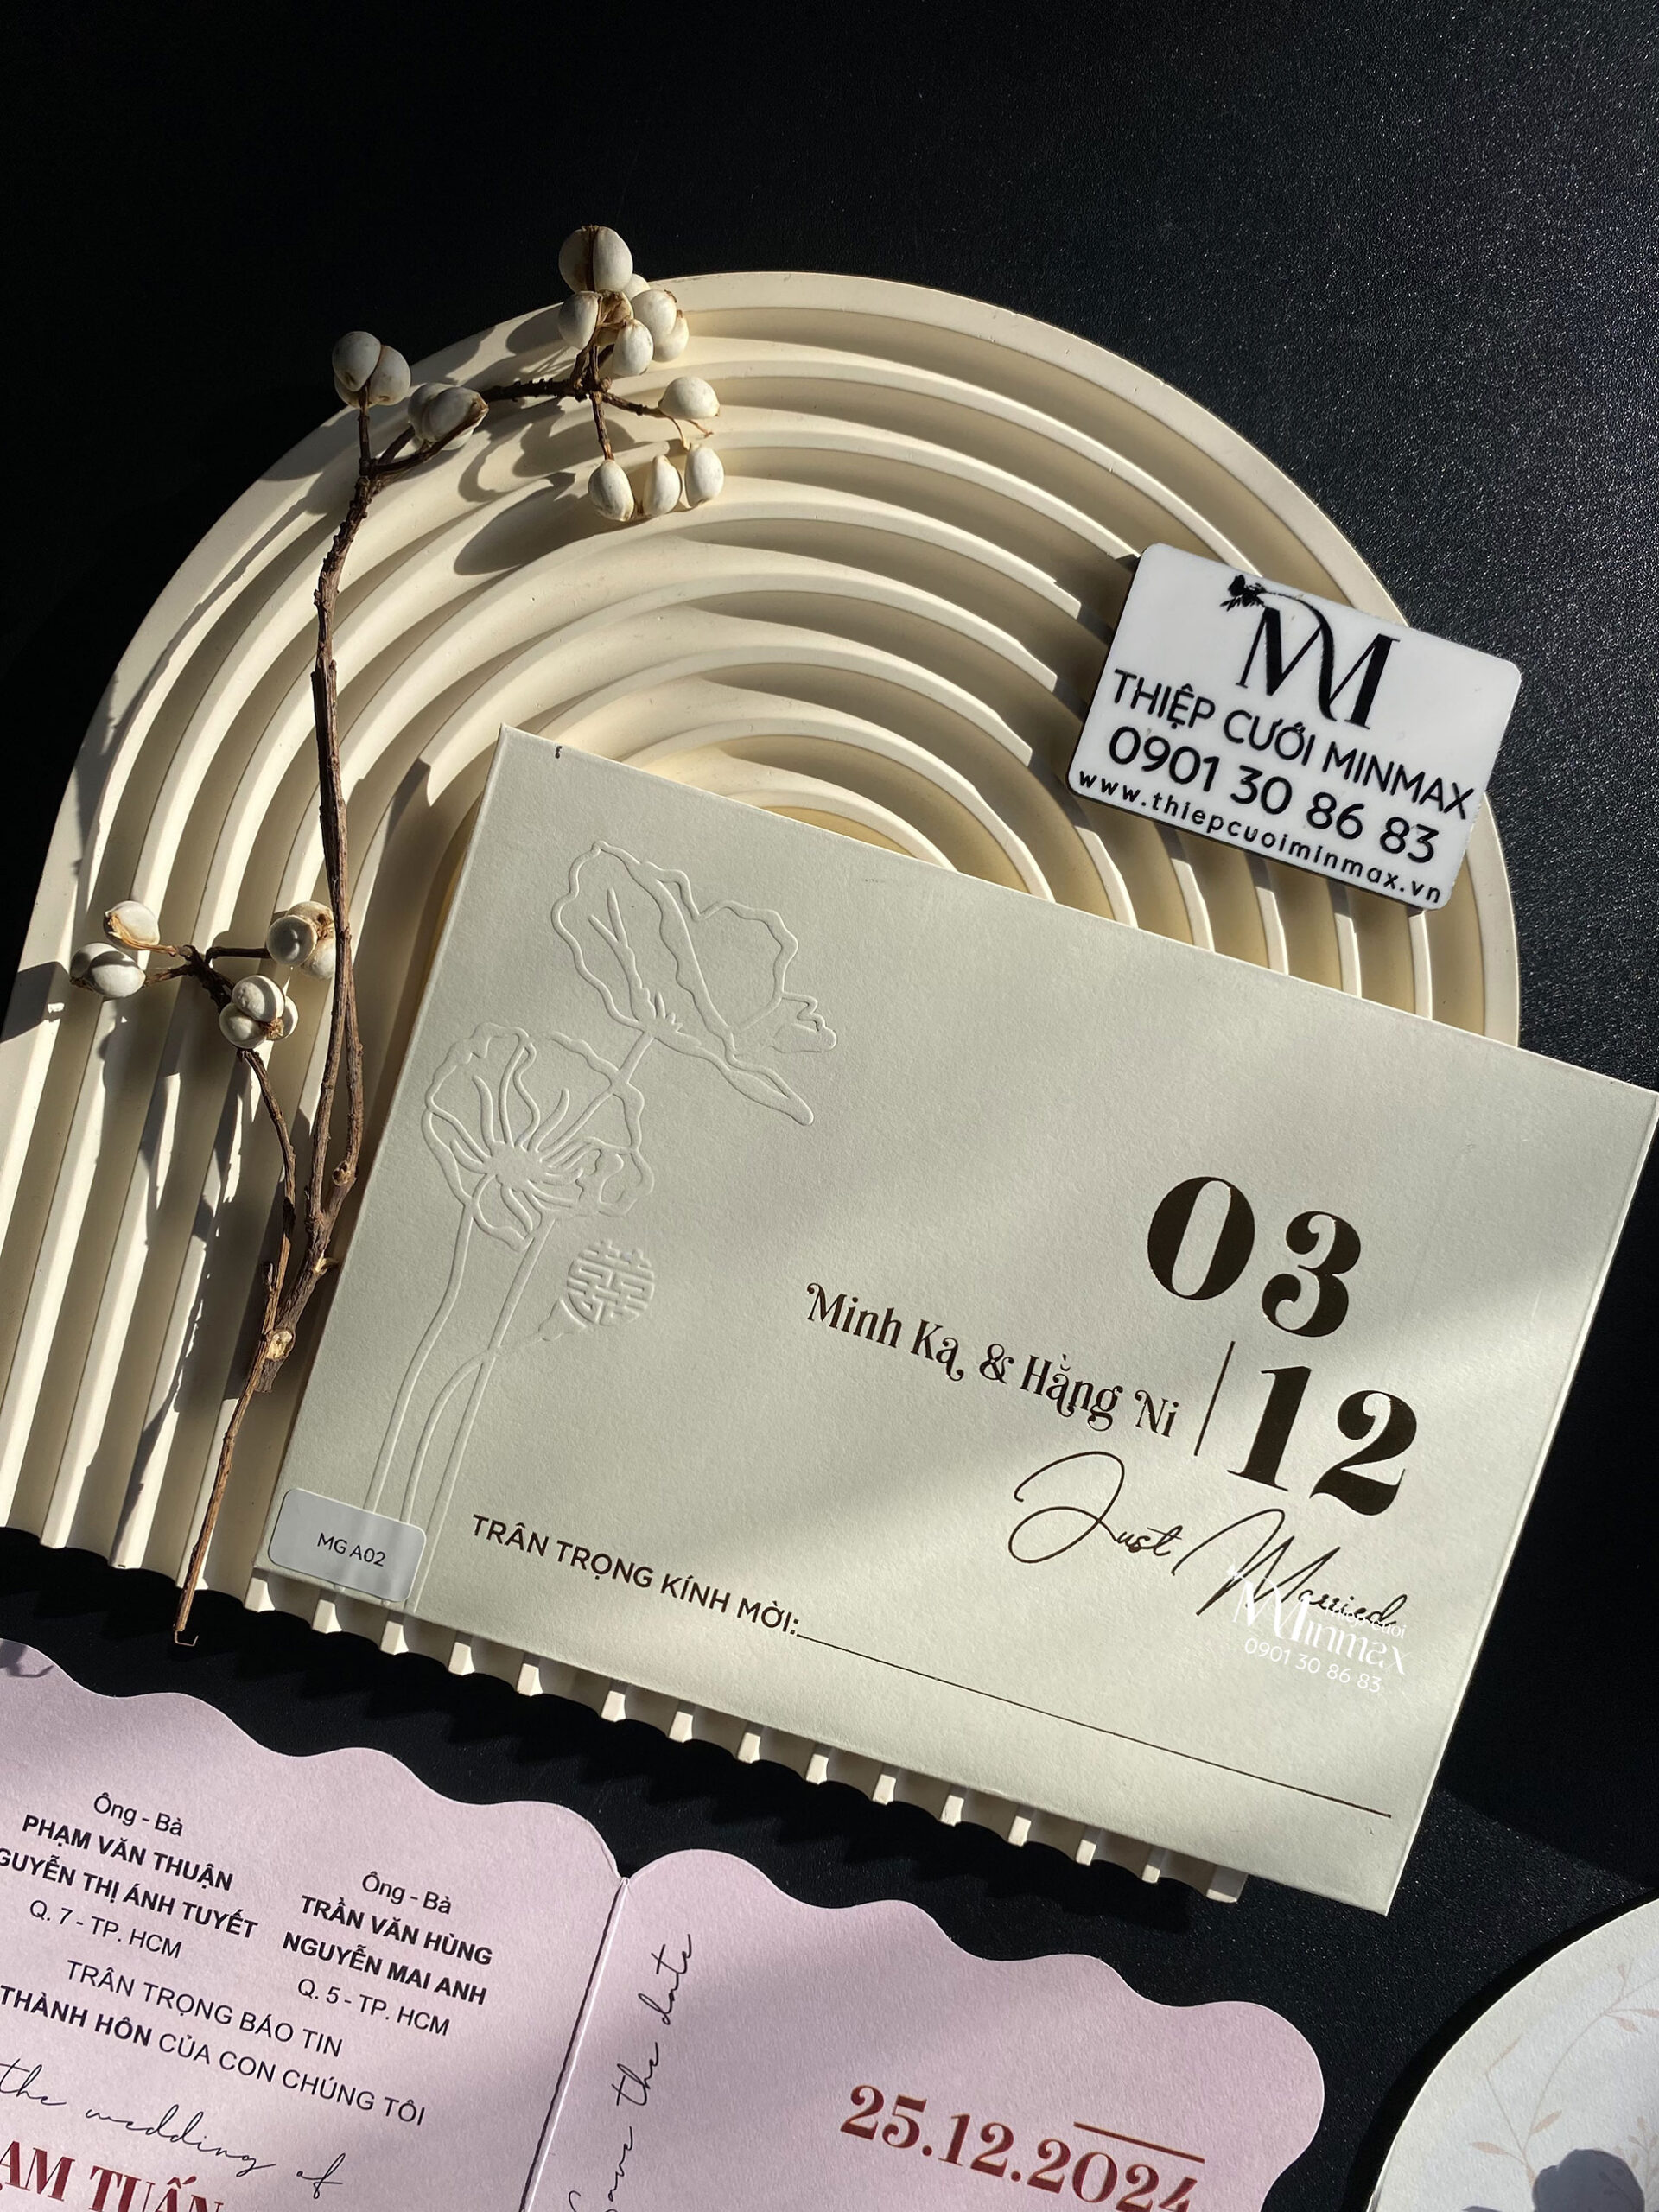 THIỆP CƯỚI MINMAX
0901 30 86 83
www.thiepcuoiminmax.vn
03
Minh Ka & Hằng Ni
12
Just Married
MG A02
TRÂN TRỌNG KÍNH MỜI:
Minmax
0901 30 86 83
囍
Ông - Bà
PHẠM VĂN THUẬN
NGUYỄN THỊ ÁNH TUYẾT
Q. 7 - TP. HCM
Ông - Bà
TRẦN VĂN HÙNG
NGUYỄN MAI ANH
Q. 5 - TP. HCM
TRÂN TRỌNG BÁO TIN
THÀNH HÔN CỦA CON CHÚNG TÔI
the wedding of
TUẤN
Save the date
25.12.2024